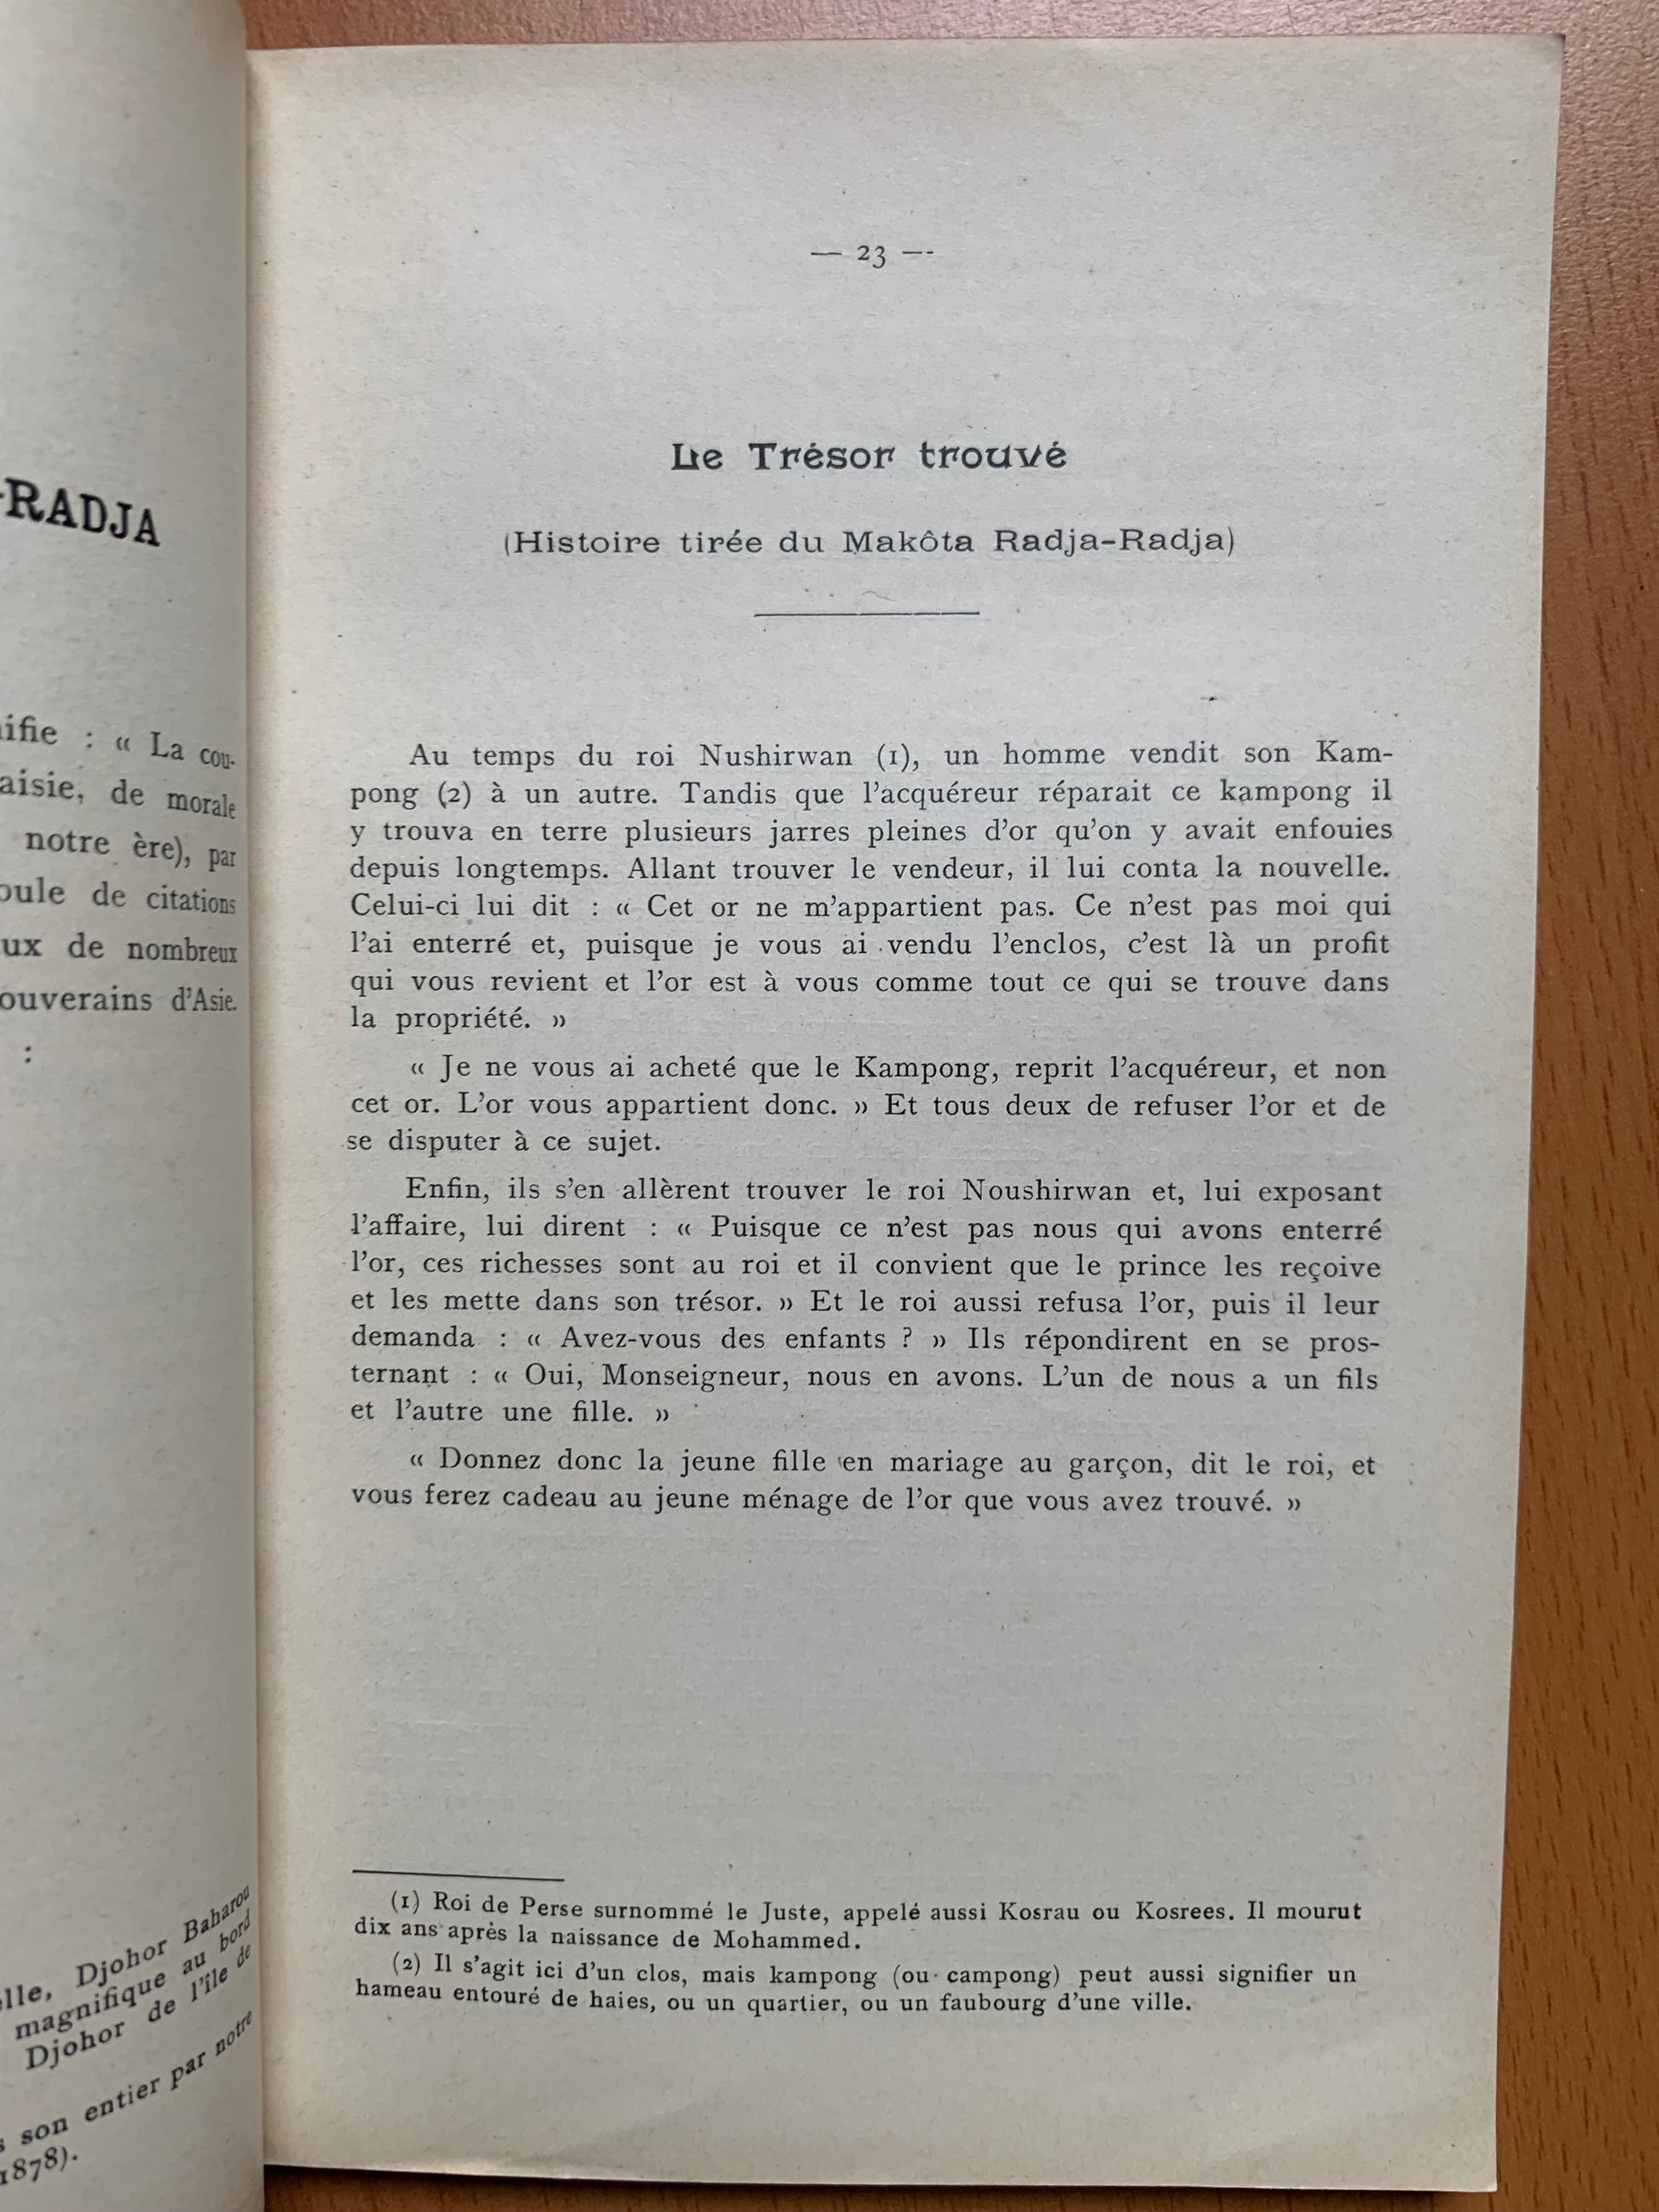 -RADJA
: « La cou-
aisie, de morale
notre ère), par
de citations
ux de nombreux
ouverains d'Asie.
:
lle, Djohor Baharou
magnifique au bord
Djohor de l'île de
son entier par notre
1878).
— 23 —
Le Trésor trouvé
(Histoire tirée du Makôta Radja-Radja)
Au temps du roi Nushirwan (1), un homme vendit son Kam-
pong (2) à un autre. Tandis que l'acquéreur réparait ce kampong il
y trouva en terre plusieurs jarres pleines d'or qu'on y avait enfouies
depuis longtemps. Allant trouver le vendeur, il lui conta la nouvelle.
Celui-ci lui dit : « Cet or ne m'appartient pas. Ce n'est pas moi qui
l'ai enterré et, puisque je vous ai vendu l'enclos, c'est là un profit
qui vous revient et l'or est à vous comme tout ce qui se trouve dans
la propriété. »
« Je ne vous ai acheté que le Kampong, reprit l'acquéreur, et non
cet or. L'or vous appartient donc. » Et tous deux de refuser l'or et de
se disputer à ce sujet.
Enfin, ils s'en allèrent trouver le roi Noushirwan et, lui exposant
l'affaire, lui dirent : « Puisque ce n'est pas nous qui avons enterré
l'or, ces richesses sont au roi et il convient que le prince les reçoive
et les mette dans son trésor. » Et le roi aussi refusa l'or, puis il leur
demanda : « Avez-vous des enfants ? » Ils répondirent en se pros-
ternant : « Oui, Monseigneur, nous en avons. L'un de nous a un fils
et l'autre une fille. »
« Donnez donc la jeune fille en mariage au garçon, dit le roi, et
vous ferez cadeau au jeune ménage de l'or que vous avez trouvé. »
(1) Roi de Perse surnommé le Juste, appelé aussi Kosrau ou Kosrees. Il mourut
dix ans après la naissance de Mohammed.
(2) Il s'agit ici d'un clos, mais kampong (ou campong) peut aussi signifier un
hameau entouré de haies, ou un quartier, ou un faubourg d'une ville.